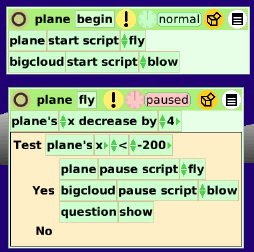 plane begin ! normal
plane start script fly
bigcloud start script blow
plane fly ! paused
plane's x decrease by 4
Test plane's x < -200
plane pause script fly
Yes bigcloud pause script blow
question show
No